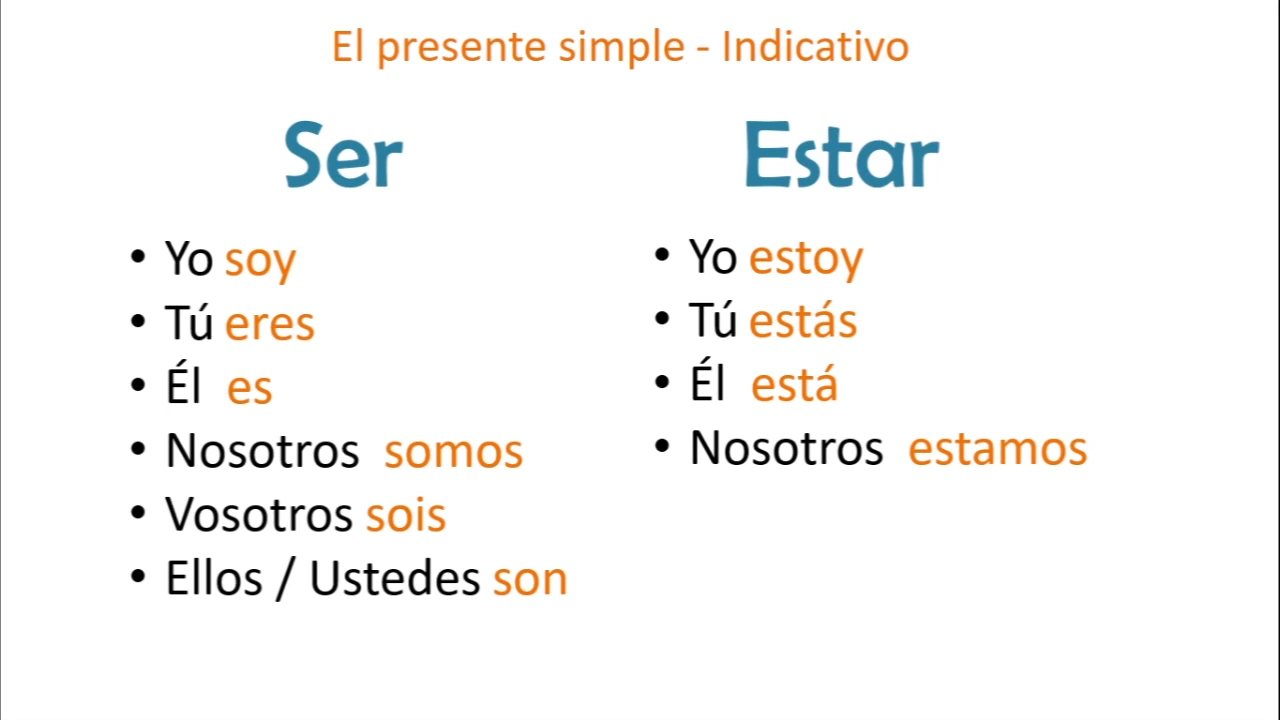 El presente simple - Indicativo
Ser
• Yo soy
• Tú eres
• Él es
• Nosotros somos
• Vosotros sois
• Ellos / Ustedes son
Estar
• Yo estoy
• Tú estás
• Él está
• Nosotros estamos